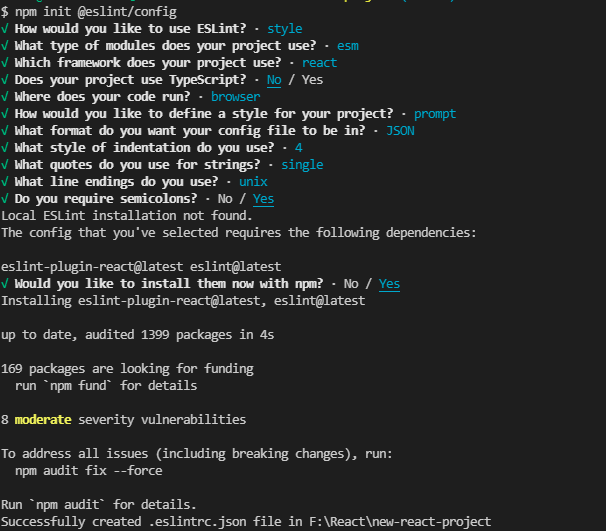 $ npm init @eslint/config
√ How would you like to use ESLint? · style
√ What type of modules does your project use? · esm
√ Which framework does your project use? · react
√ Does your project use TypeScript? · No / Yes
√ Where does your code run? · browser
√ How would you like to define a style for your project? · prompt
√ What format do you want your config file to be in? · JSON
√ What style of indentation do you use? · 4
√ What quotes do you use for strings? · single
√ What line endings do you use? · unix
√ Do you require semicolons? · No / Yes
Local ESLint installation not found.
The config that you've selected requires the following dependencies:

eslint-plugin-react@latest eslint@latest
√ Would you like to install them now with npm? · No / Yes
Installing eslint-plugin-react@latest, eslint@latest

up to date, audited 1399 packages in 4s

169 packages are looking for funding
  run `npm fund` for details

8 moderate severity vulnerabilities

To address all issues (including breaking changes), run:
  npm audit fix --force

Run `npm audit` for details.
Successfully created .eslintrc.json file in F:\React\new-react-project